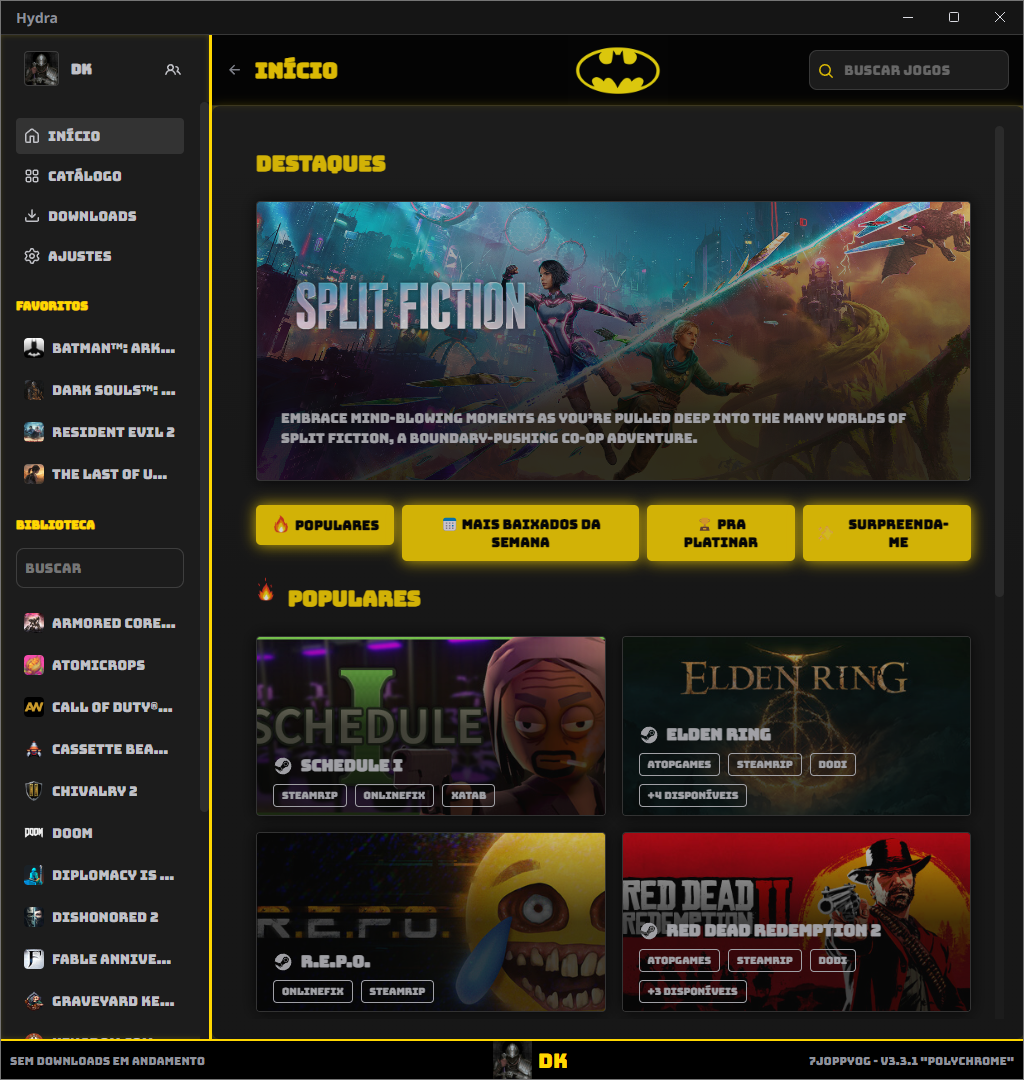 Hydra
DK
INÍCIO
BUSCAR JOGOS
INÍCIO
CATÁLOGO
DOWNLOADS
AJUSTES
FAVORITOS
BATMAN™: ARK...
DARK SOULS™: ...
RESIDENT EVIL 2
THE LAST OF U...
BIBLIOTECA
BUSCAR
ARMORED CORE...
ATOMICROPS
CALL OF DUTY®...
CASSETTE BEA...
CHIVALRY 2
DOOM
DIPLOMACY IS ...
DISHONORED 2
FABLE ANNIVE...
GRAVEYARD KE...
DESTAQUES
SPLIT FICTION
EMBRACE MIND-BLOWING MOMENTS AS YOU'RE PULLED DEEP INTO THE MANY WORLDS OF
SPLIT FICTION, A BOUNDARY-PUSHING CO-OP ADVENTURE.
POPULARES
MAIS BAIXADOS DA
SEMANA
PRA
PLATINAR
SURPREENDA-
ME
POPULARES
SCHEDULE I
SCHEDULE I
STEAMRIP ONLINEFIX XATAB
ELDEN RING
ELDEN RING
ATOPGAMES STEAMRIP DODI
+4 DISPONÍVEIS
R.E.P.O.
R.E.P.O.
ONLINEFIX STEAMRIP
RED DEAD
REDEMPTION II
RED DEAD REDEMPTION 2
ATOPGAMES STEAMRIP DODI
+3 DISPONÍVEIS
SEM DOWNLOADS EM ANDAMENTO
DK
7JOPPYOG - V3.3.1 "POLYCHROME"